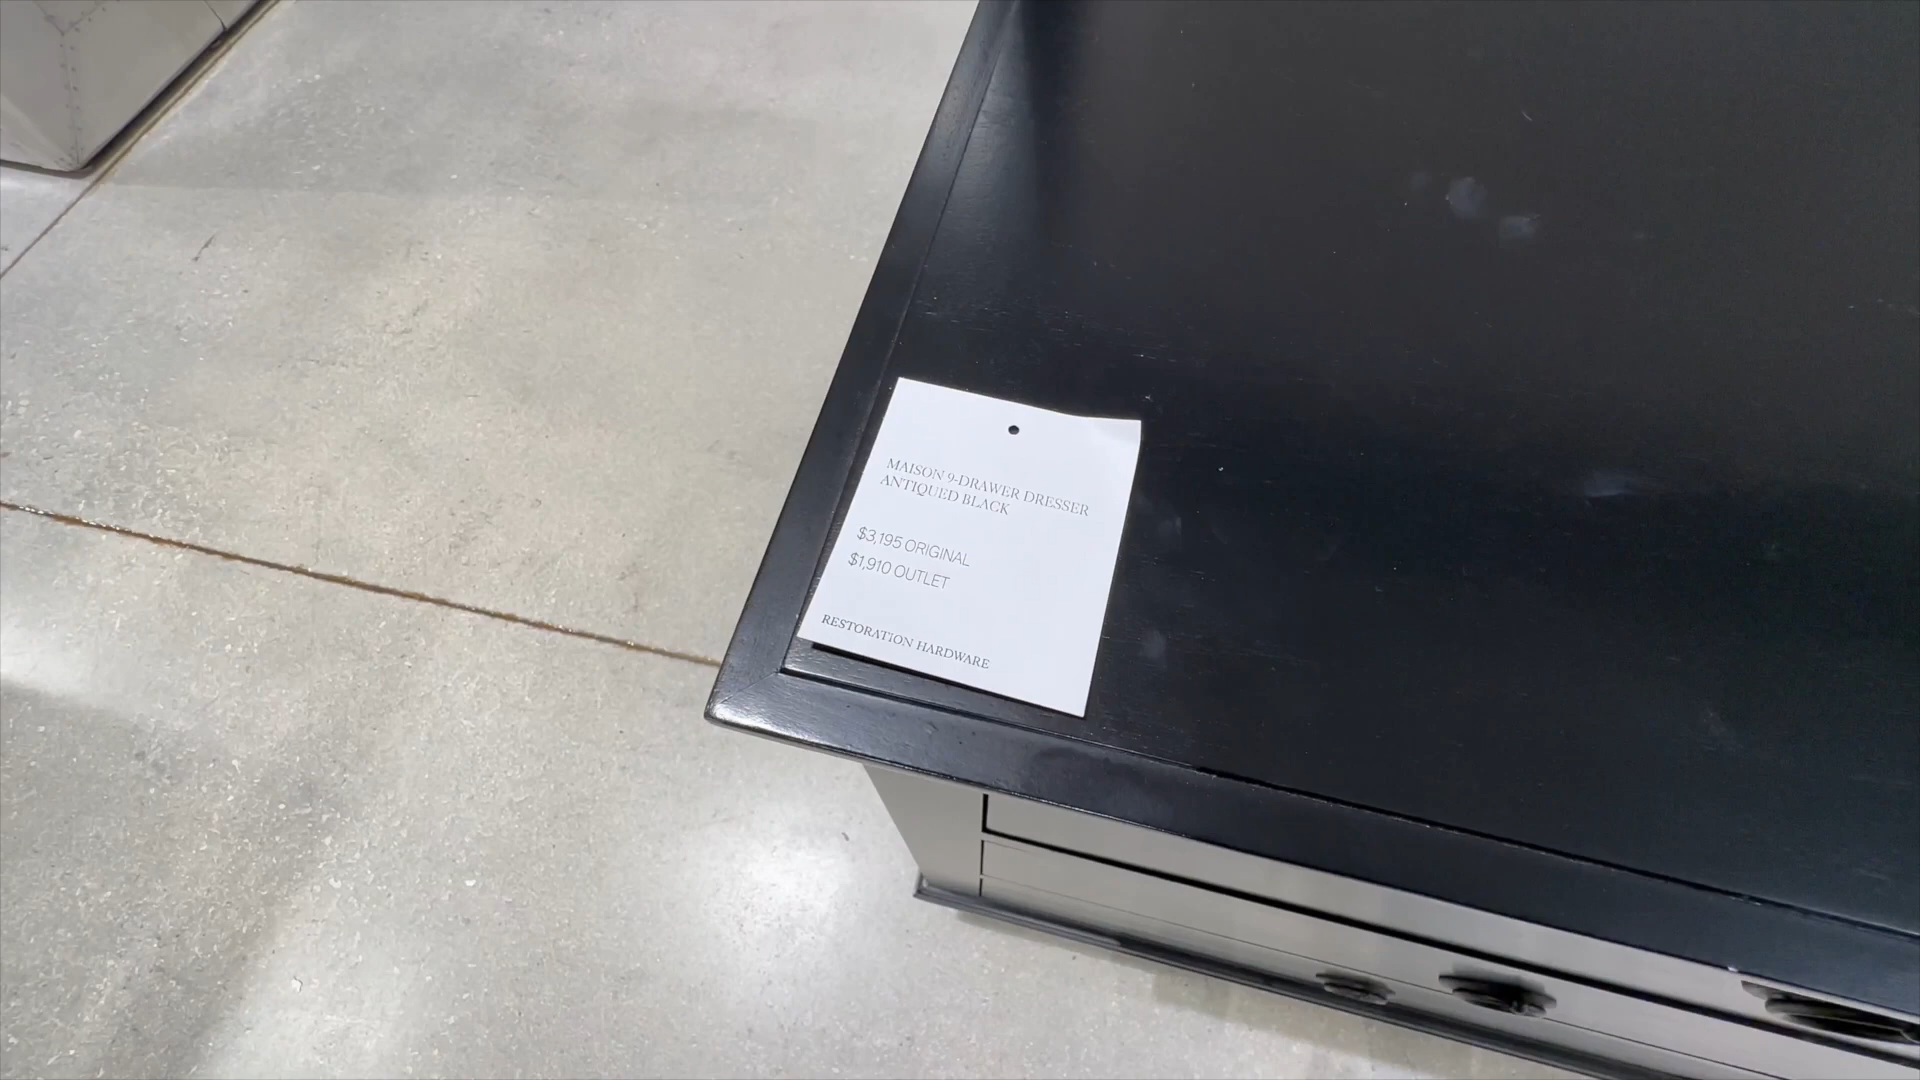 MAISON 9-DRAWER DRESSER
ANTIQUED BLACK
$3,195 ORIGINAL
$1,910 OUTLET
RESTORATION HARDWARE